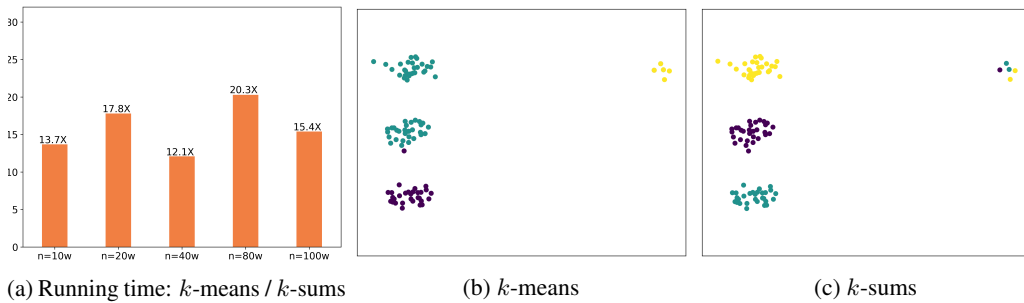 30
25
20
15
10
5
0
13.7X
17.8X
12.1X
20.3X
15.4X
n=10w n=20w n=40w n=80w n=100w
(a) Running time: k-means / k-sums
(b) k-means
(c) k-sums